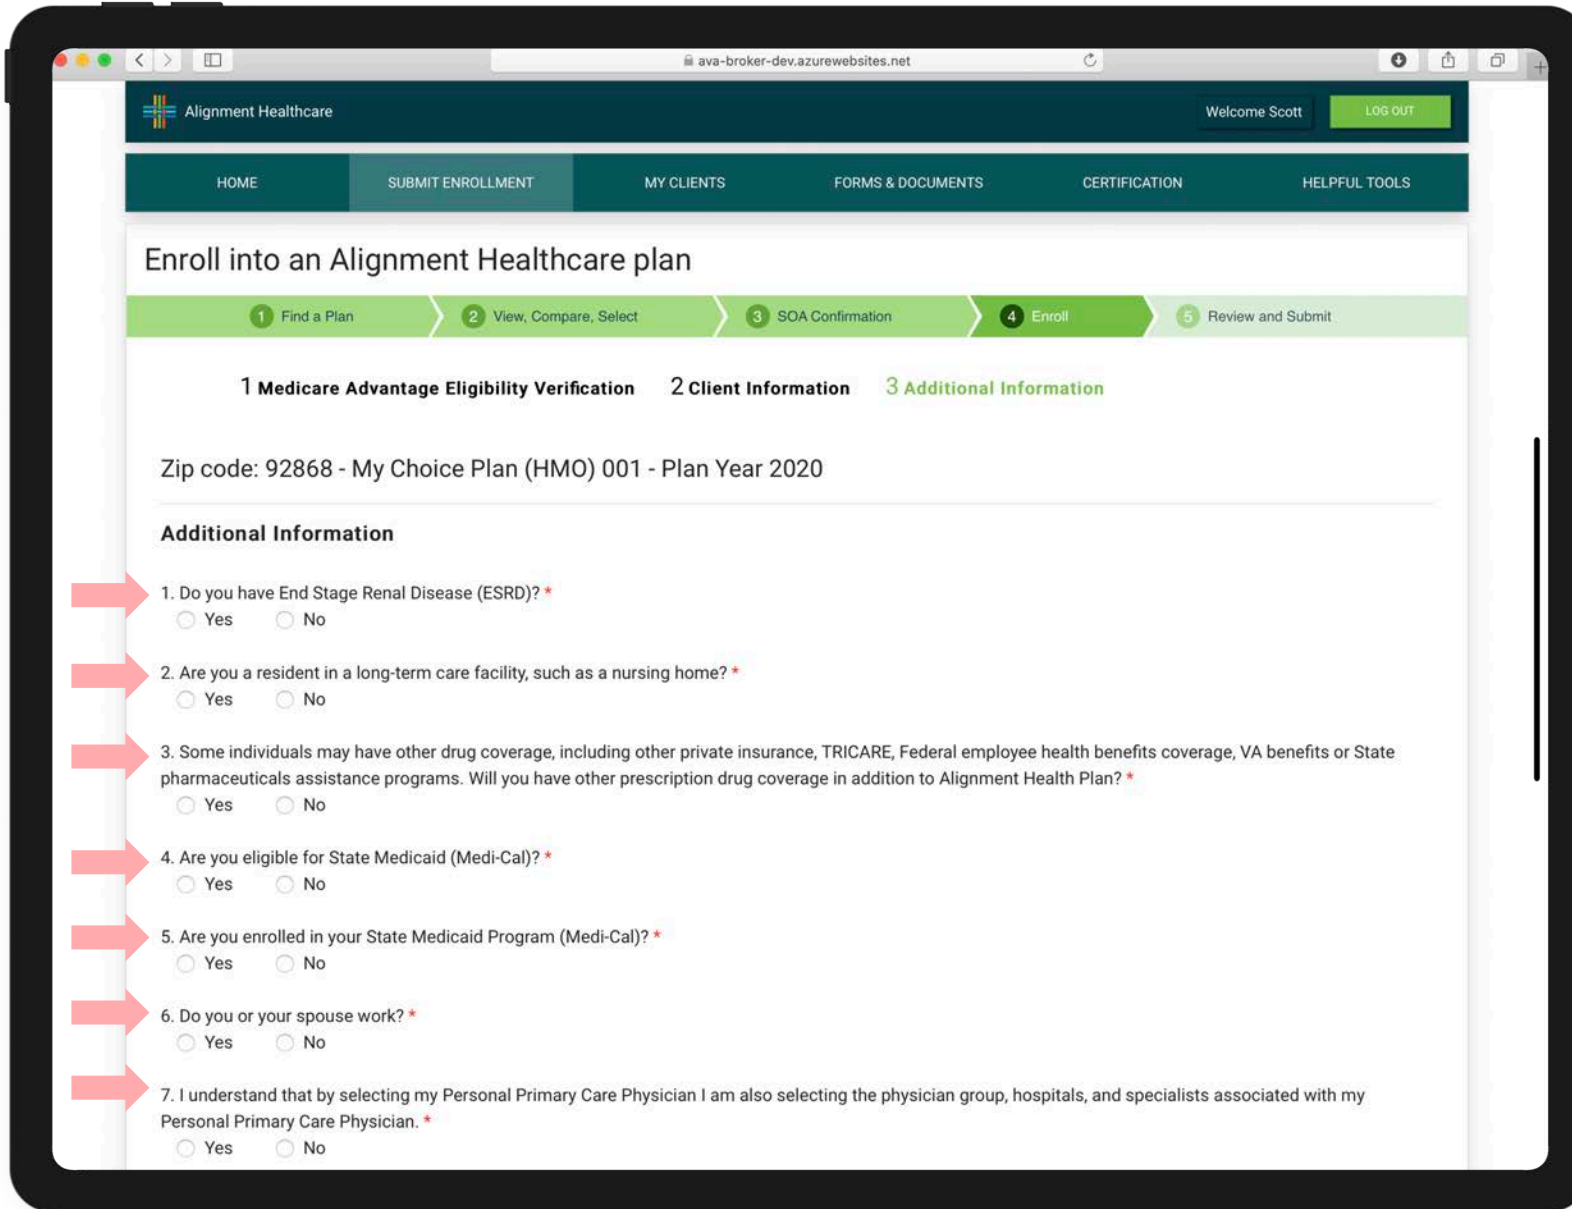 ava-broker-dev.azurewebsites.net
Alignment Healthcare
Welcome Scott
LOG OUT
HOME
SUBMIT ENROLLMENT
MY CLIENTS
FORMS & DOCUMENTS
CERTIFICATION
HELPFUL TOOLS
Enroll into an Alignment Healthcare plan
1 Find a Plan
2 View, Compare, Select
3 SOA Confirmation
4 Enroll
5 Review and Submit
1 Medicare Advantage Eligibility Verification
2 Client Information
3 Additional Information
Zip code: 92868 - My Choice Plan (HMO) 001 - Plan Year 2020
Additional Information
1. Do you have End Stage Renal Disease (ESRD)? *
Yes No
2. Are you a resident in a long-term care facility, such as a nursing home? *
Yes No
3. Some individuals may have other drug coverage, including other private insurance, TRICARE, Federal employee health benefits coverage, VA benefits or State
pharmaceuticals assistance programs. Will you have other prescription drug coverage in addition to Alignment Health Plan? *
Yes No
4. Are you eligible for State Medicaid (Medi-Cal)? *
Yes No
5. Are you enrolled in your State Medicaid Program (Medi-Cal)? *
Yes No
6. Do you or your spouse work? *
Yes No
7. I understand that by selecting my Personal Primary Care Physician I am also selecting the physician group, hospitals, and specialists associated with my
Personal Primary Care Physician. *
Yes No